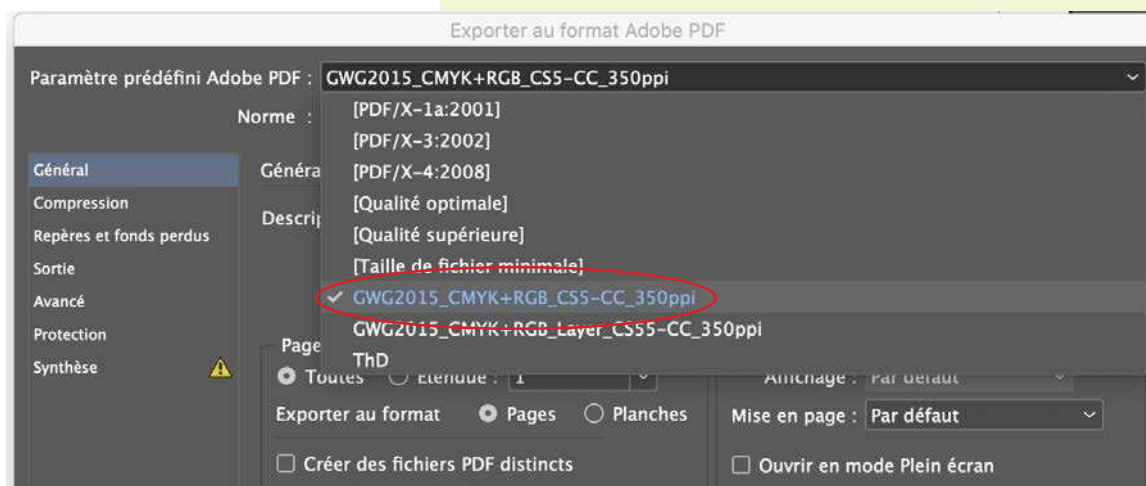 Exporter au format Adobe PDF
Paramètre prédéfini Adobe PDF : GWG2015_CMYK+RGB_CS5-CC_350ppi
Norme :
[PDF/X-1a:2001]
[PDF/X-3:2002]
[PDF/X-4:2008]
[Qualité optimale]
[Qualité supérieure]
[Taille de fichier minimale]
✓ GWG2015_CMYK+RGB_CS5-CC_350ppi
GWG2015_CMYK+RGB_Layer_CS55-CC_350ppi
ThD
Général
Compression
Repères et fonds perdus
Sortie
Avancé
Protection
Synthèse
Généra
Descrip
Page
Toutes Étendue : 1
Exporter au format Pages Planches
Créer des fichiers PDF distincts
Affichage : Par défaut
Mise en page : Par défaut
Ouvrir en mode Plein écran